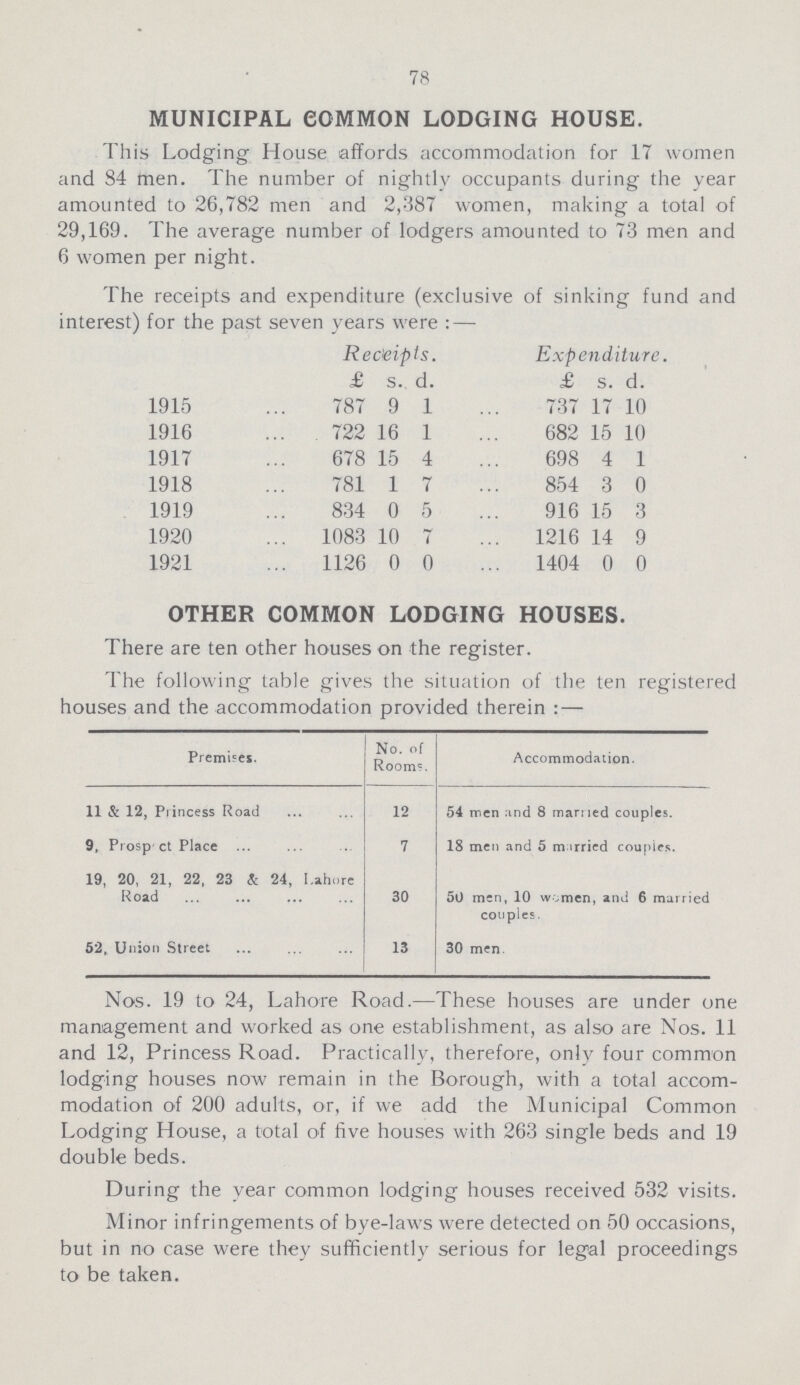 78
MUNICIPAL COMMON LODGING HOUSE.
This Lodging House affords accommodation for 17 women
and 84 men. The number of nightly occupants during the year
amounted to 26,782 men and 2,387 women, making a total of
29,169. The average number of lodgers amounted to 73 men and
6 women per night.
The receipts and expenditure (exclusive of sinking fund and
interest) for the past seven years were :—
Receipts. Expenditure.
£ s. d. £ s. d.
1915 ... 787 9 1 ... 737 17 10
1916 ... 722 16 1 ... 682 15 10
1917 ... 678 15 4 ... 698 4 1
1918 ... 781 1 7 ... 854 3 0
1919 ... 834 0 5 ... 916 15 3
1920 ... 1083 10 7 ... 1216 14 9
1921 ... 1126 0 0 ... 1404 0 0
OTHER COMMON LODGING HOUSES.
There are ten other houses on the register.
The following table gives the situation of the ten registered
houses and the accommodation provided therein :—
Premises. No. of Rooms. Accommodation.
11 & 12, Princess Road ... ... 12 54 men and 8 married couples.
9, Prosp ct Place ... ... ... 7 18 men and 5 married couples.
19, 20, 21, 22, 23 & 24, Lahore
Road ... ... ... ... 30 50 men, 10 women, and 6 married
couples.
52, Union Street ... ... ... 13 30 men.
Nos. 19 to 24, Lahore Road.—These houses are under one
management and worked as one establishment, as also are Nos. 11
and 12, Princess Road. Practically, therefore, only four common
lodging houses now remain in the Borough, with a total accom-
modation of 200 adults, or, if we add the Municipal Common
Lodging House, a total of five houses with 263 single beds and 19
double beds.
During the year common lodging houses received 532 visits.
Minor infringements of bye-laws were detected on 50 occasions,
but in no case were they sufficiently serious for legal proceedings
to be taken.